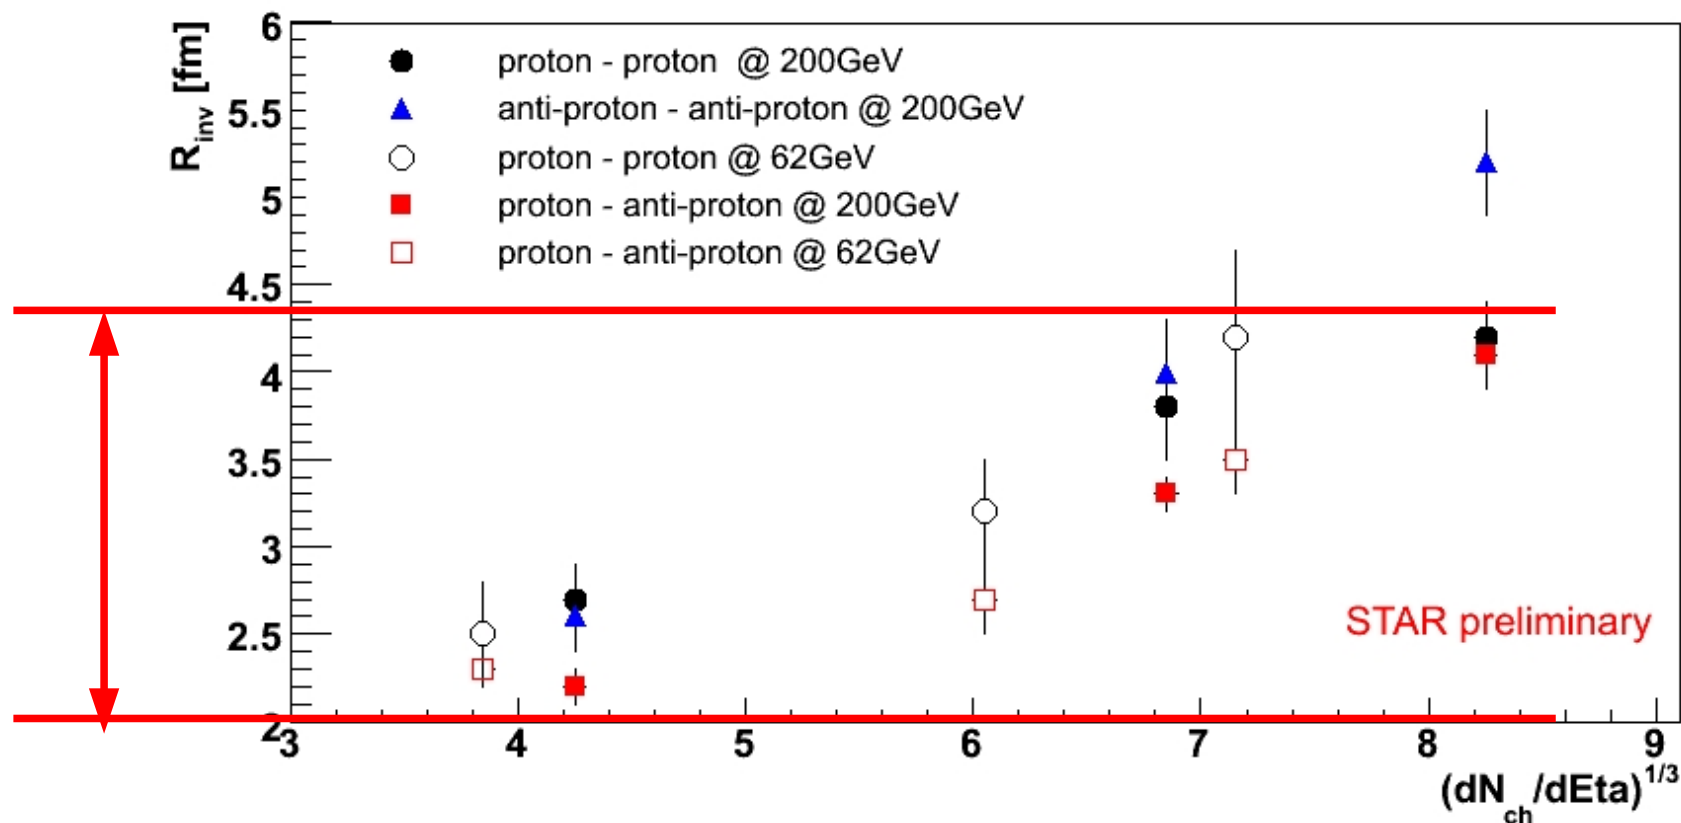 R_inv [fm]
6
5.5
5
4.5
4
3.5
3
2.5
2
proton - proton @ 200GeV
anti-proton - anti-proton @ 200GeV
proton - proton @ 62GeV
proton - anti-proton @ 200GeV
proton - anti-proton @ 62GeV
STAR preliminary
3 4 5 6 7 8 9
(dN_ch/dEta)^1/3